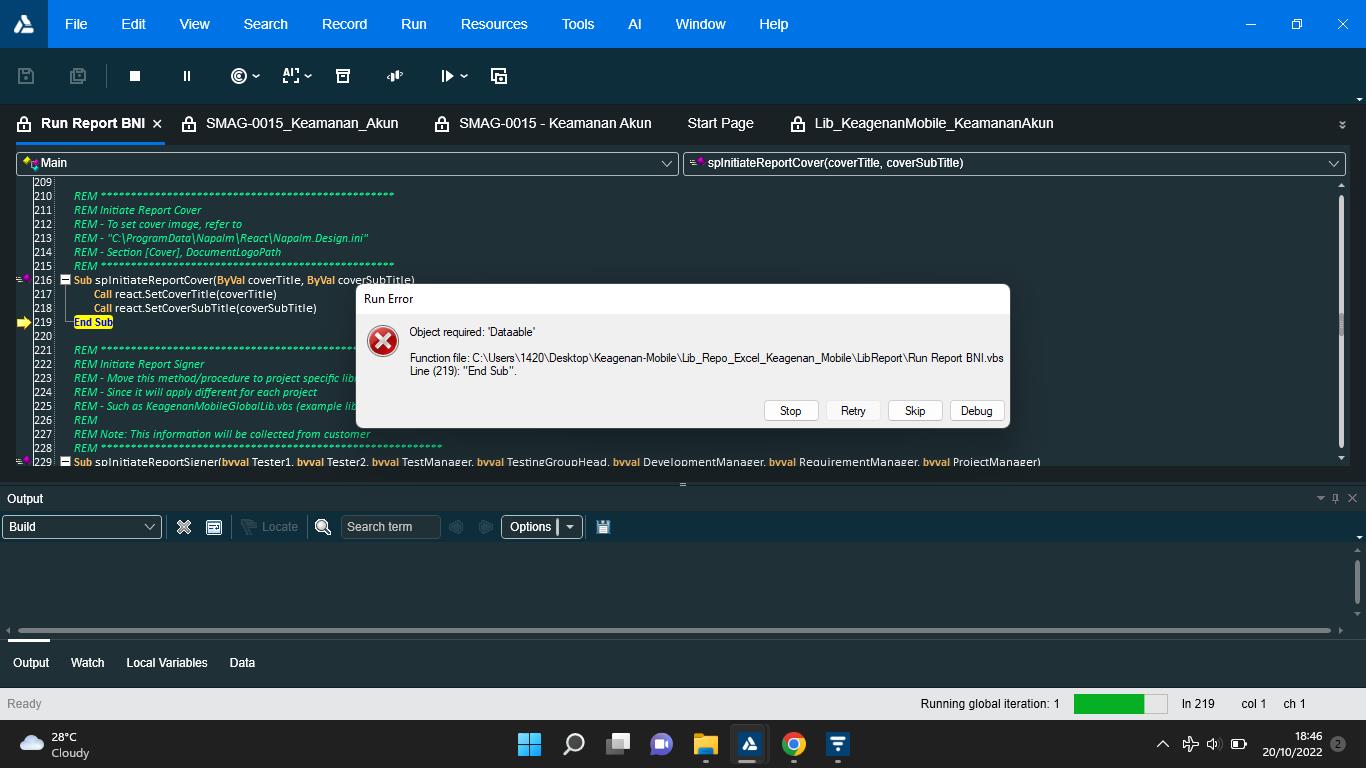 File Edit View Search Record Run Resources Tools AI Window Help
AI
Run Report BNI SMAG-0015_Keamanan_Akun SMAG-0015 - Keamanan Akun Start Page Lib_KeagenanMobile_KeamananAkun
Main spInitiateReportCover(coverTitle, coverSubTitle)
209
210 REM **************************************************
211 REM Initiate Report Cover
212 REM - To set cover image, refer to
213 REM - "C:\ProgramData\Napalm\React\Napalm.Design.ini"
214 REM - Section [Cover], DocumentLogoPath
215 REM **************************************************
216 Sub spInitiateReportCover(ByVal coverTitle, ByVal coverSubTitle)
217 Call react.SetCoverTitle(coverTitle)
218 Call react.SetCoverSubTitle(coverSubTitle)
219 End Sub
220
221 REM *******************************************
222 REM Initiate Report Signer
223 REM - Move this method/procedure to project specific lib
224 REM - Since it will apply different for each project
225 REM - Such as KeagenanMobileGlobalLib.vbs (example lib
226 REM
227 REM Note: This information will be collected from customer
228 REM **********************************************************
229 Sub spInitiateReportSigner(byval Tester1, byval Tester2, byval TestManager, byval TestingGroupHead, byval DevelopmentManager, byval RequirementManager, byval ProjectManager)
Run Error
Object required: 'Dataable'
Function file: C:\Users\1420\Desktop\Keagenan-Mobile\Lib_Repo_Excel_Keagenan_Mobile\LibReport\Run Report BNI.vbs
Line (219): "End Sub".
Stop Retry Skip Debug
Output
Build Locate Search term Options
Output Watch Local Variables Data
Ready Running global iteration: 1 ln 219 col 1 ch 1
28°C
Cloudy
18:46
20/10/2022
2